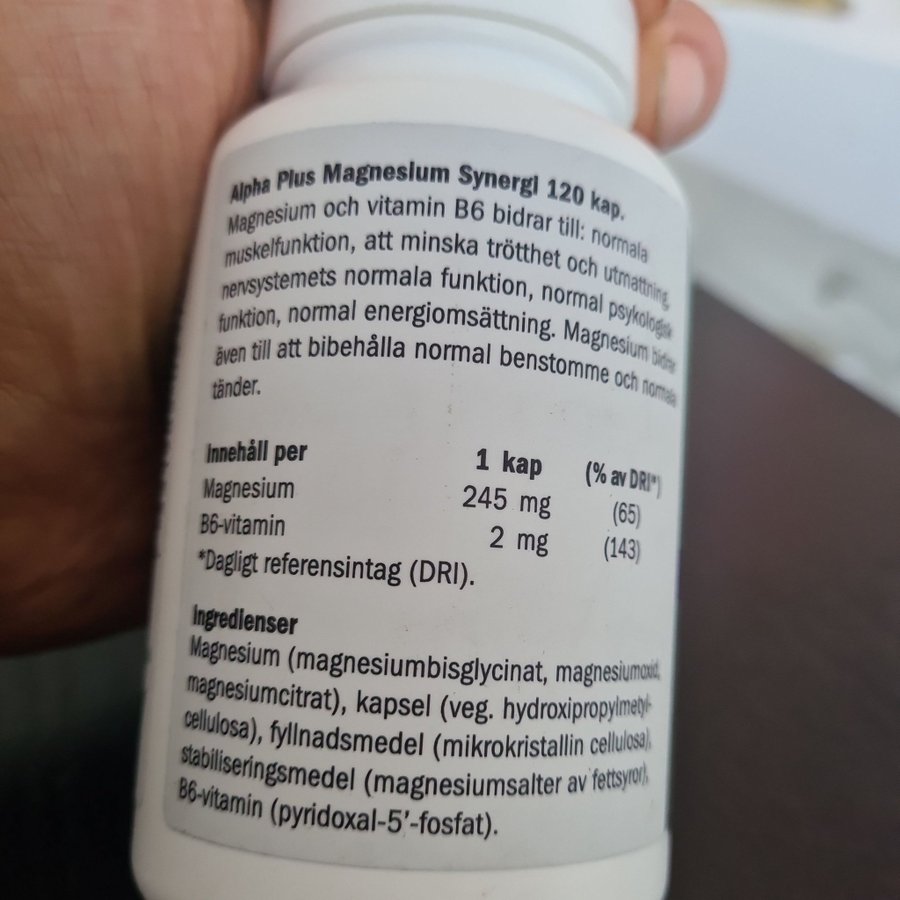 Alpha Plus Magnesium Synergi 120 kap.
Magnesium och vitamin B6 bidrar till: normala
muskelfunktion, att minska trötthet och utmattning,
nervsystemets normala funktion, normal psykologisk
funktion, normal energiomsättning. Magnesium bidrar
även till att bibehålla normal benstomme och normala
tänder.
Innehåll per 1 kap (% av DRI*)
Magnesium 245 mg (65)
B6-vitamin 2 mg (143)
*Dagligt referensintag (DRI).
Ingredienser
Magnesium (magnesiumbisglycinat, magnesiumoxid,
magnesiumcitrat), kapsel (veg. hydroxipropylmetyl-
cellulosa), fyllnadsmedel (mikrokristallin cellulosa),
stabiliseringsmedel (magnesiumsalter av fettsyror),
B6-vitamin (pyridoxal-5'-fosfat).